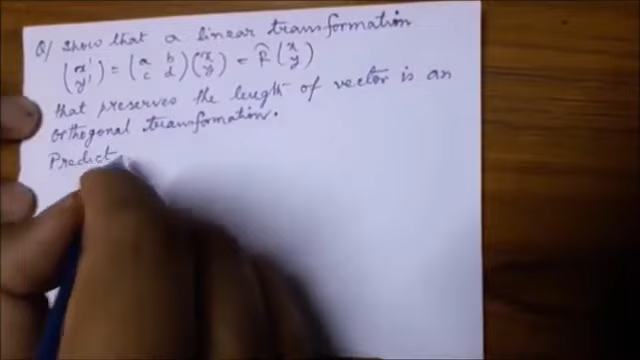 Q/ Show that a linear transformation
(x' y') = (a b c d)(x y) = R̂ (x y)
that preserves the length of vector is an
orthogonal transformation.
Predict